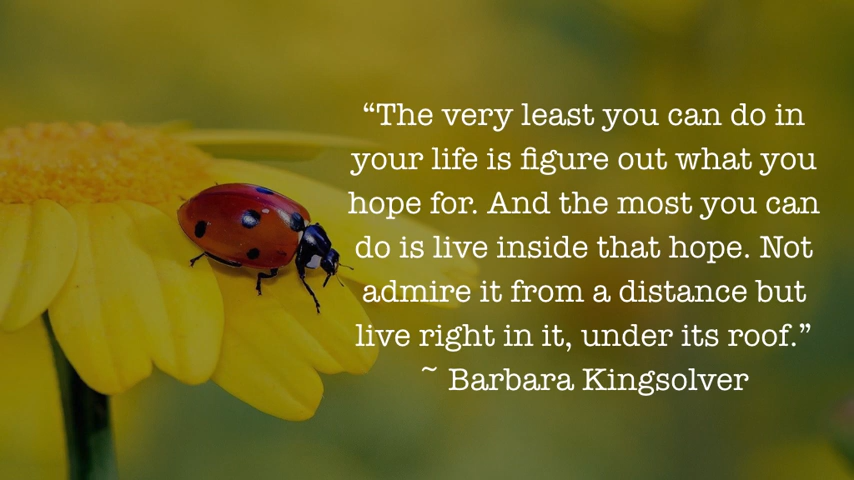 “The very least you can do in
your life is figure out what you
hope for. And the most you can
do is live inside that hope. Not
admire it from a distance but
live right in it, under its roof.”
~ Barbara Kingsolver